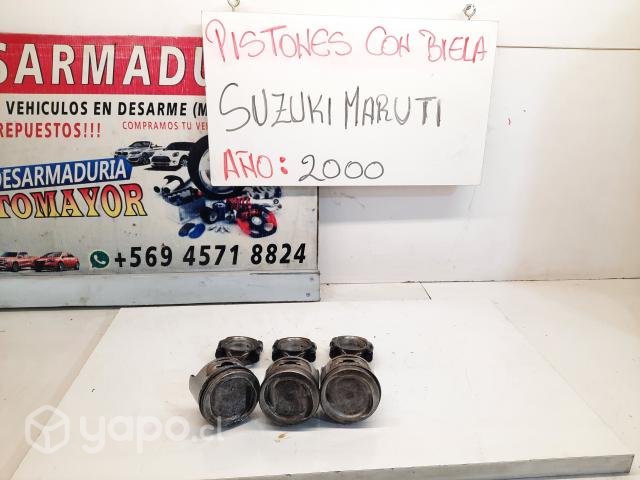 SARMADU
VEHICULOS EN DESARME (M
REPUESTOS!!!
COMPRAMOS TU VE
DESARMADURIA
TOMAYOR
+569 4571 8824
PISTONES CON BIELA
SUZUKI MARUTI
AÑO: 2000
yapo.cl